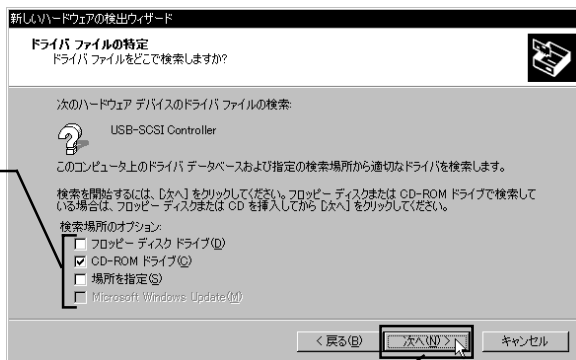 新しいハードウェアの検出ウィザード
ドライバ ファイルの特定
ドライバ ファイルをどこで検索しますか?
次のハードウェア デバイスのドライバ ファイルの検索:
USB-SCSI Controller
このコンピュータ上のドライバ データベースおよび指定の検索場所から適切なドライバを検索します。
検索を開始するには、[次へ] をクリックしてください。フロッピー ディスクまたは CD-ROM ドライブで検索して
いる場合は、フロッピー ディスクまたは CD を挿入してから [次へ] をクリックしてください。
検索場所のオプション:
フロッピー ディスク ドライブ(D)
CD-ROM ドライブ(C)
場所を指定(S)
Microsoft Windows Update(M)
< 戻る(B)
次へ(N) >
キャンセル